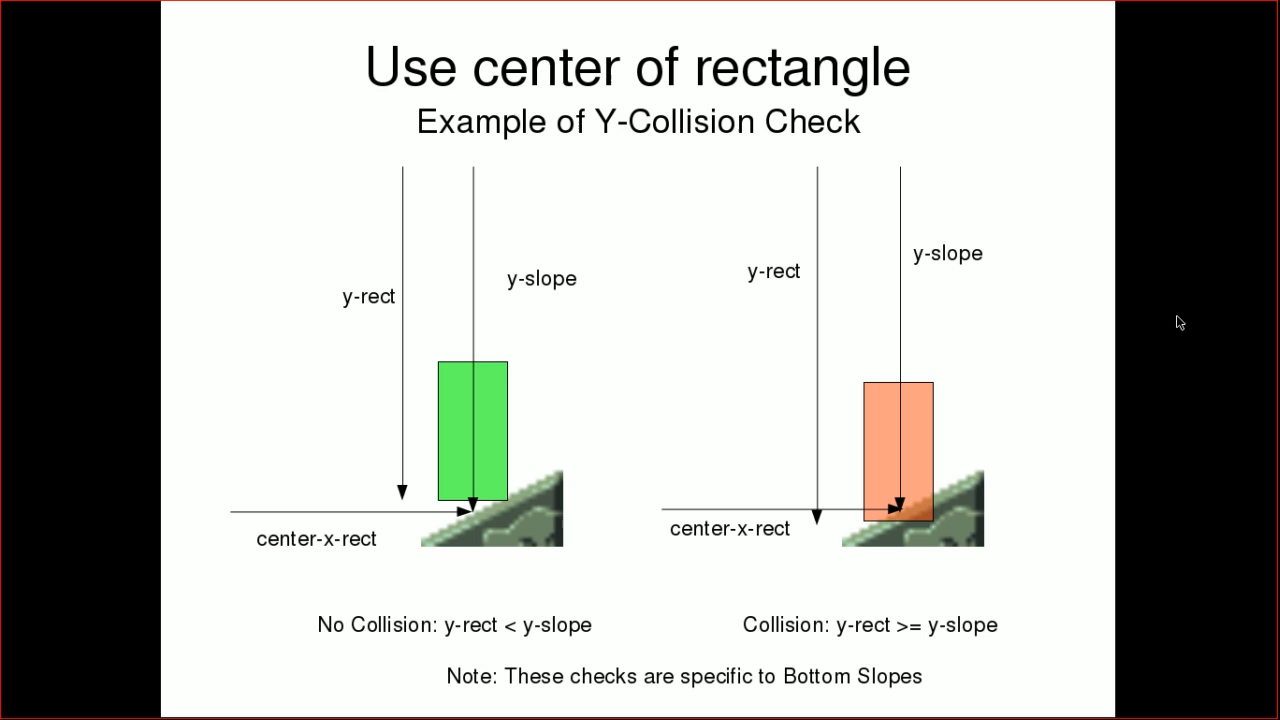 Use center of rectangle
Example of Y-Collision Check
y-rect
y-slope
center-x-rect
y-rect
y-slope
center-x-rect
No Collision: y-rect < y-slope
Collision: y-rect >= y-slope
Note: These checks are specific to Bottom Slopes